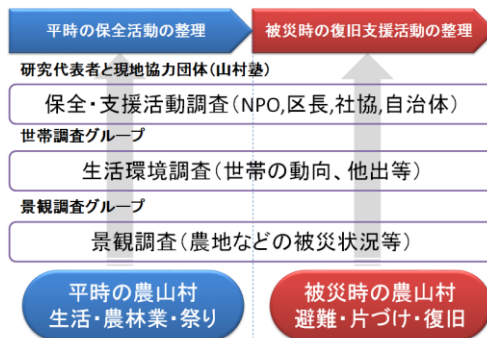 平時の保全活動の整理
被災時の復旧支援活動の整理
研究代表者と現地協力団体(山村塾)
保全・支援活動調査(NPO,区長,社協,自治体)
世帯調査グループ
生活環境調査(世帯の動向、他出等)
景観調査グループ
景観調査(農地などの被災状況等)
平時の農山村
生活・農林業・祭り
被災時の農山村
避難・片づけ・復旧